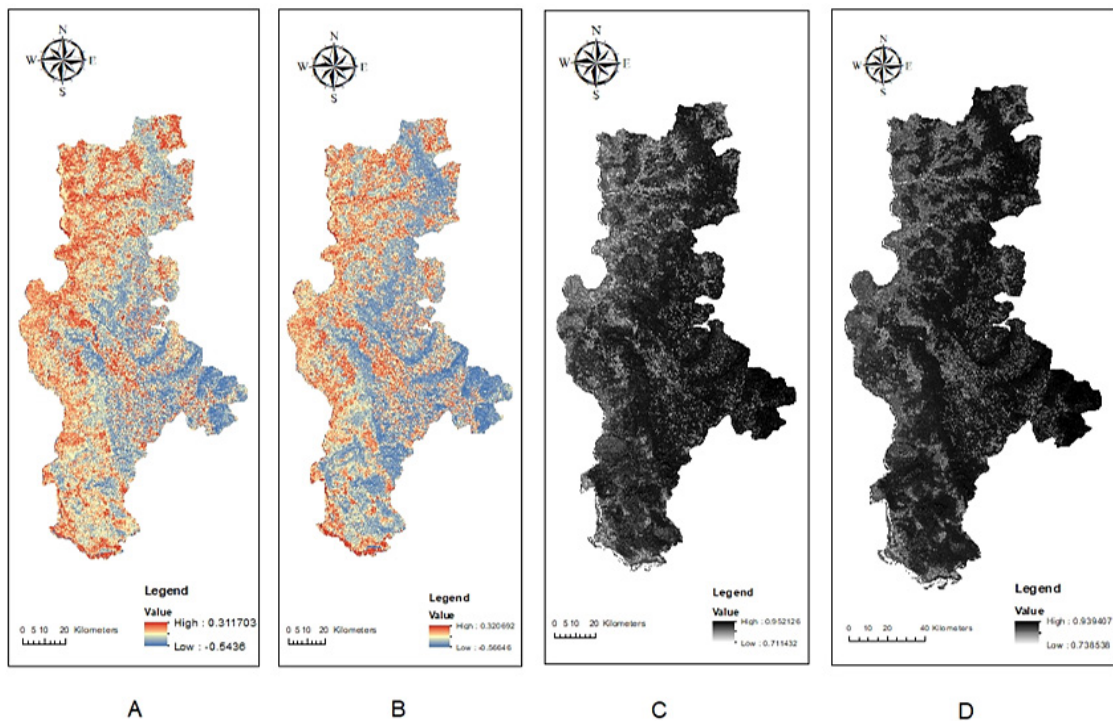 N
W E
S
Legend
Value
High : 0.311703
Low : -0.5436
0 5 10 20 Kilometers
A
N
W E
S
Legend
Value
High : 0.320692
Low : -0.56646
0 5 10 20 Kilometers
B
N
W E
S
Legend
Value
High : 0.952126
Low : 0.711432
0 5 10 20 Kilometers
C
N
W E
S
Legend
Value
High : 0.939407
Low : 0.738538
0 10 20 40 Kilometers
D